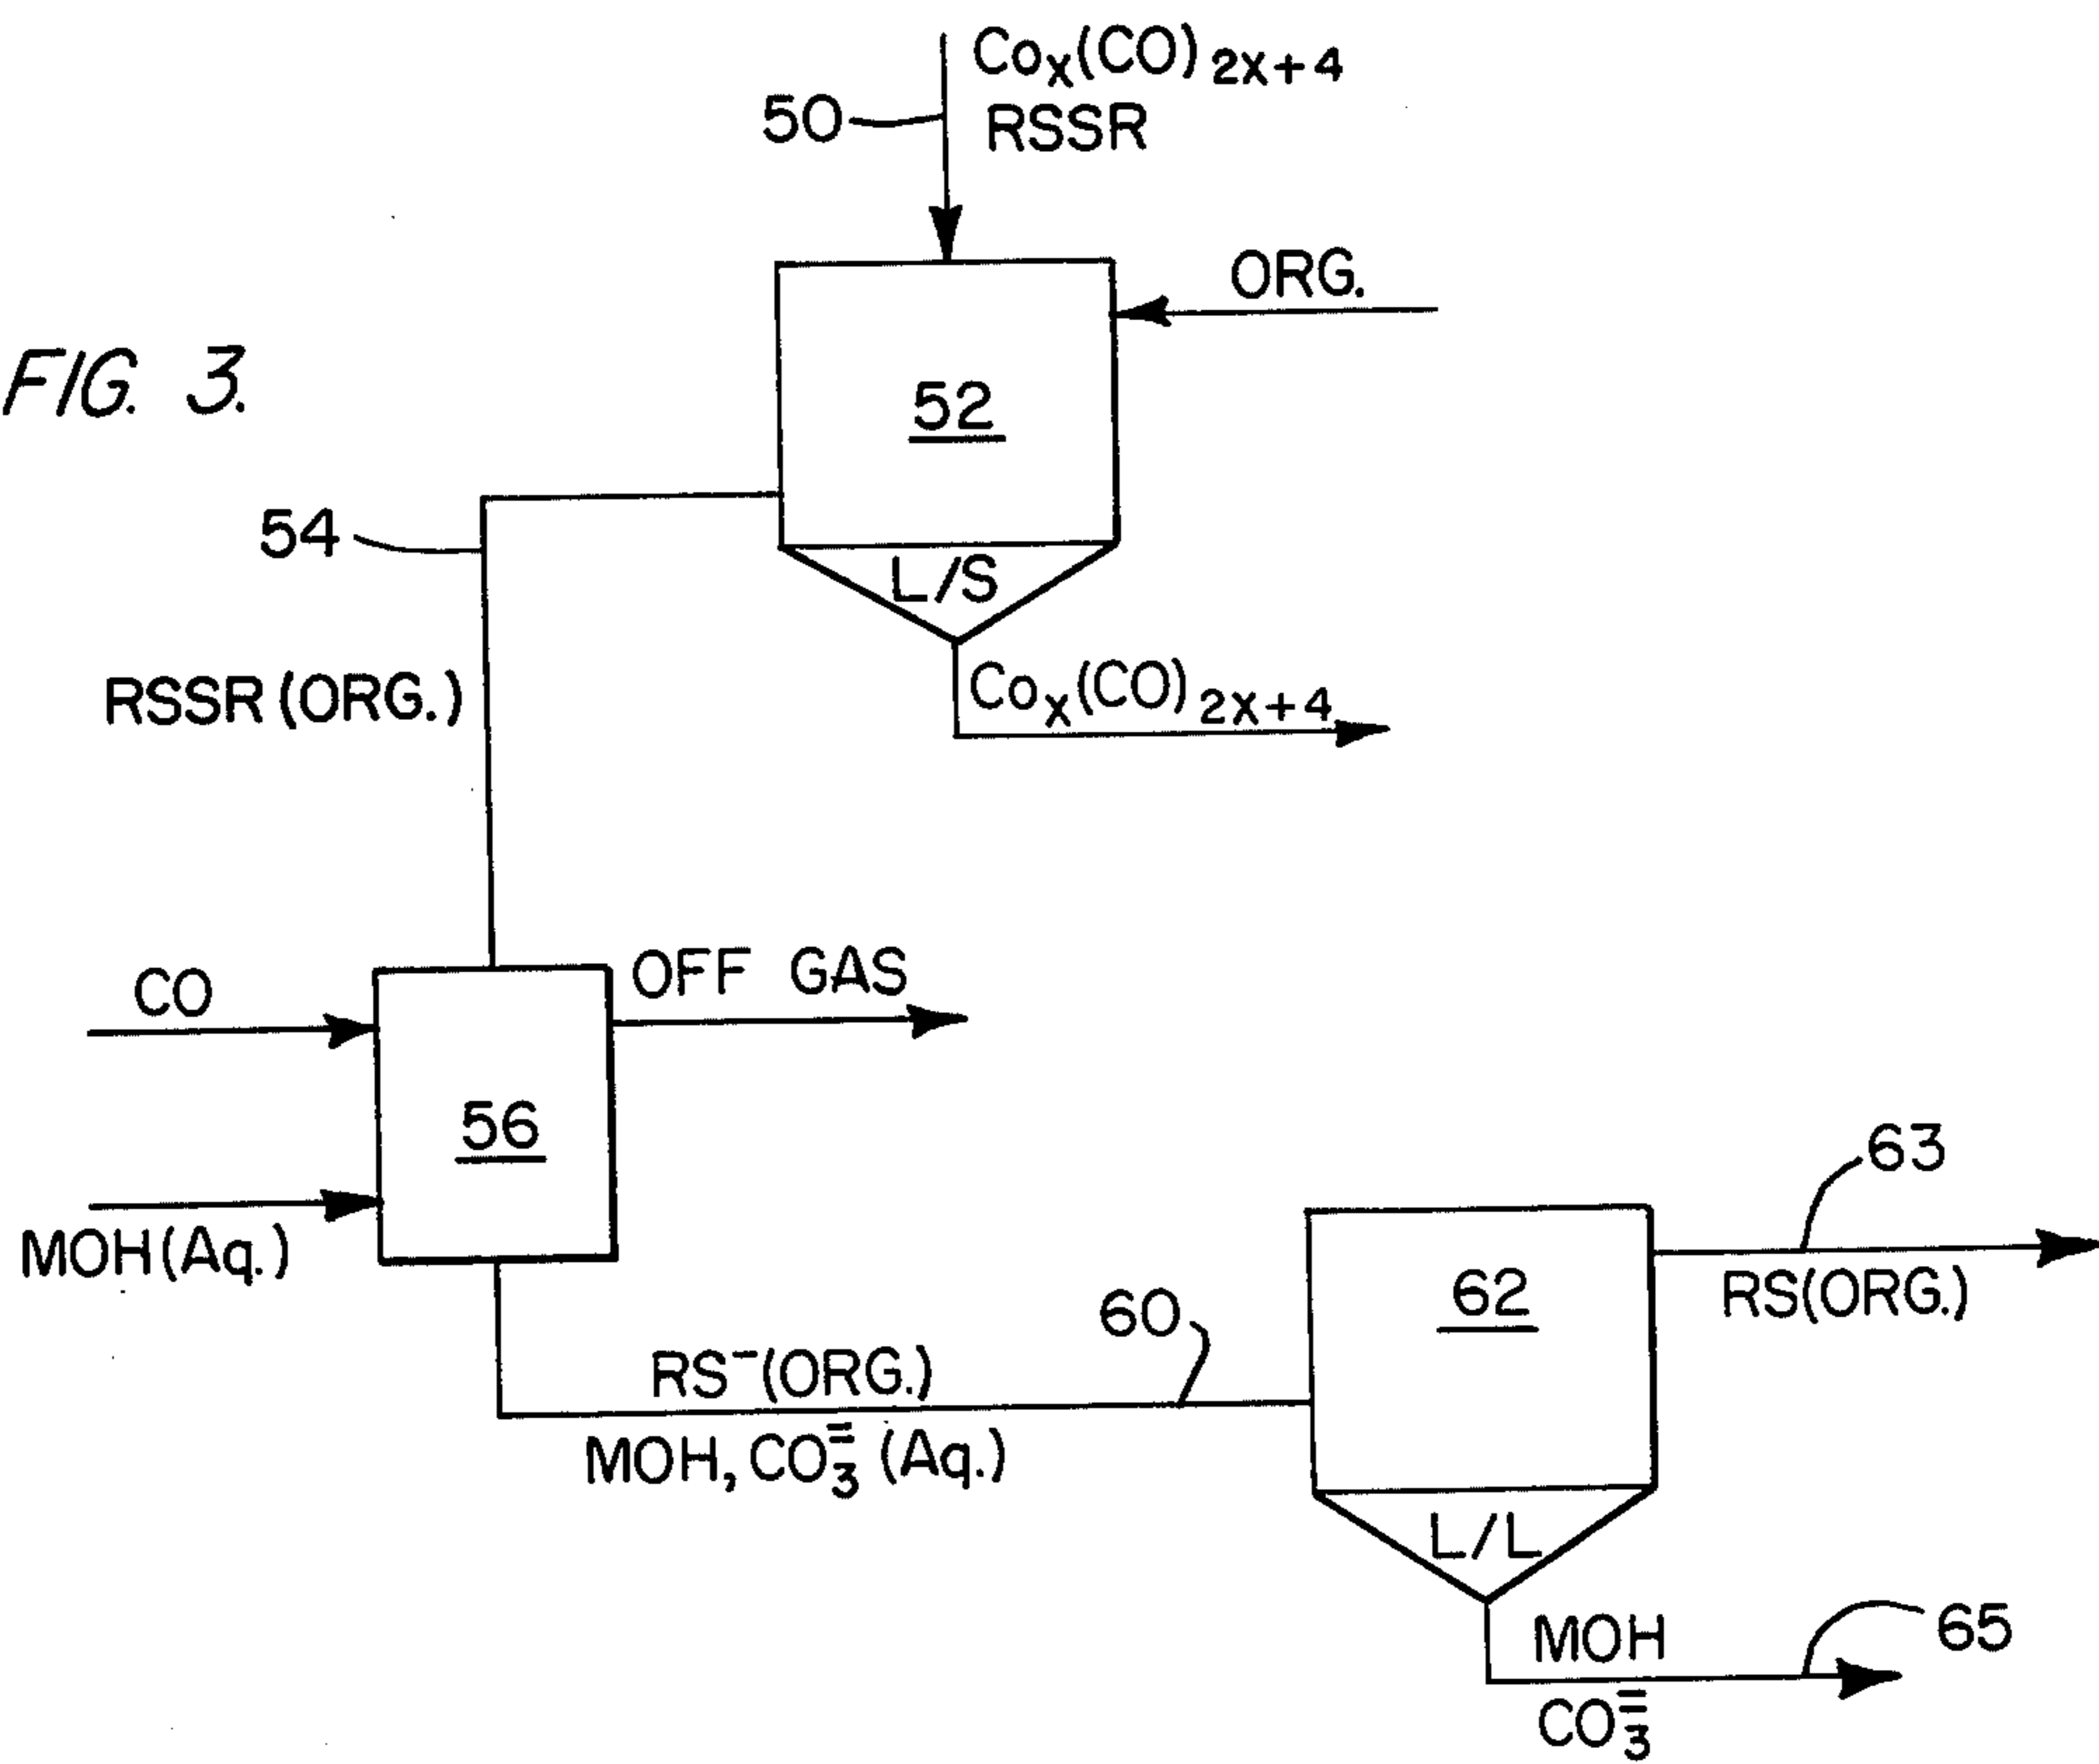 Coₓ(CO)₂ₓ₊₄
50
RSSR
ORG.
FIG. 3.
52
54
L/S
RSSR (ORG.)
Coₓ(CO)₂ₓ₊₄
CO
OFF GAS
56
63
MOH (Aq.)
62
RS(ORG.)
60
RS⁻(ORG.)
MOH, CO₃⁼ (Aq.)
L/L
MOH
65
CO₃⁼